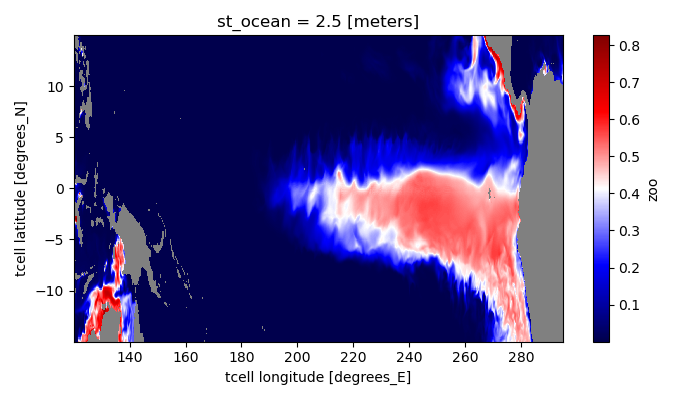 st_ocean = 2.5 [meters]
10
5
0
−5
−10
tcell latitude [degrees_N]
140 160 180 200 220 240 260 280
tcell longitude [degrees_E]
0.8
0.7
0.6
0.5
0.4
0.3
0.2
0.1
zoo